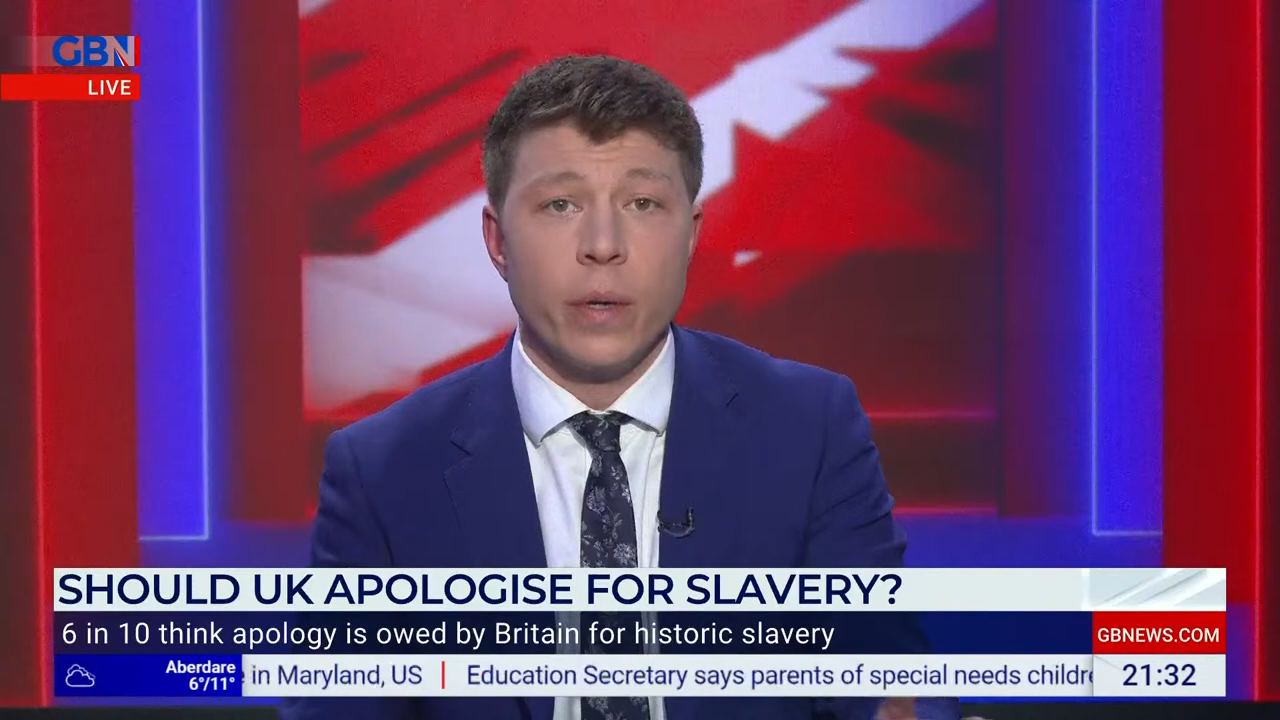 GBN
LIVE
SHOULD UK APOLOGISE FOR SLAVERY?
6 in 10 think apology is owed by Britain for historic slavery
GBNEWS.COM
Aberdare
6°/11°
in Maryland, US | Education Secretary says parents of special needs
21:32